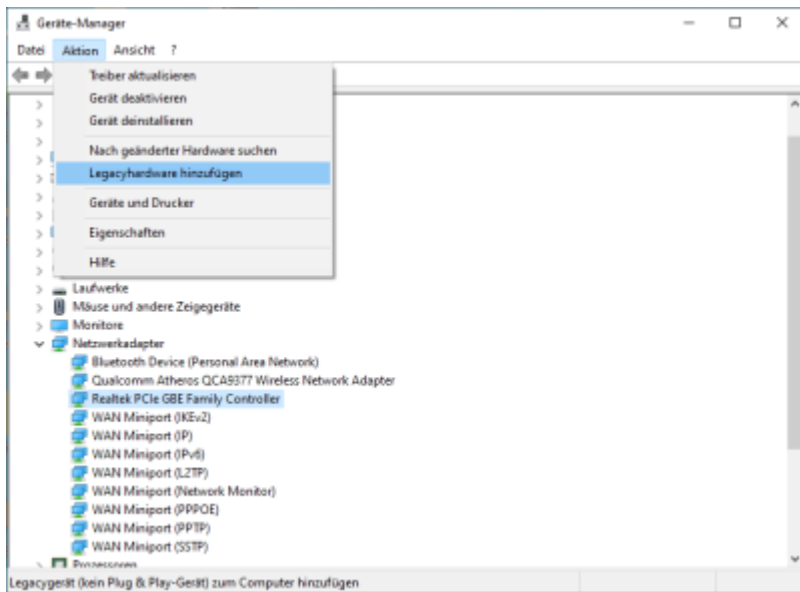 Geräte-Manager
Datei Aktion Ansicht ?
Treiber aktualisieren
Gerät deaktivieren
Gerät deinstallieren
Nach geänderter Hardware suchen
Legacyhardware hinzufügen
Geräte und Drucker
Eigenschaften
Hilfe
Laufwerke
Mäuse und andere Zeigegeräte
Monitore
Netzwerkadapter
Bluetooth Device (Personal Area Network)
Qualcomm Atheros QCA9377 Wireless Network Adapter
Realtek PCIe GBE Family Controller
WAN Miniport (IKEv2)
WAN Miniport (IP)
WAN Miniport (IPv6)
WAN Miniport (L2TP)
WAN Miniport (Network Monitor)
WAN Miniport (PPPOE)
WAN Miniport (PPTP)
WAN Miniport (SSTP)
Prozessoren
Legacygerät (kein Plug & Play-Gerät) zum Computer hinzufügen